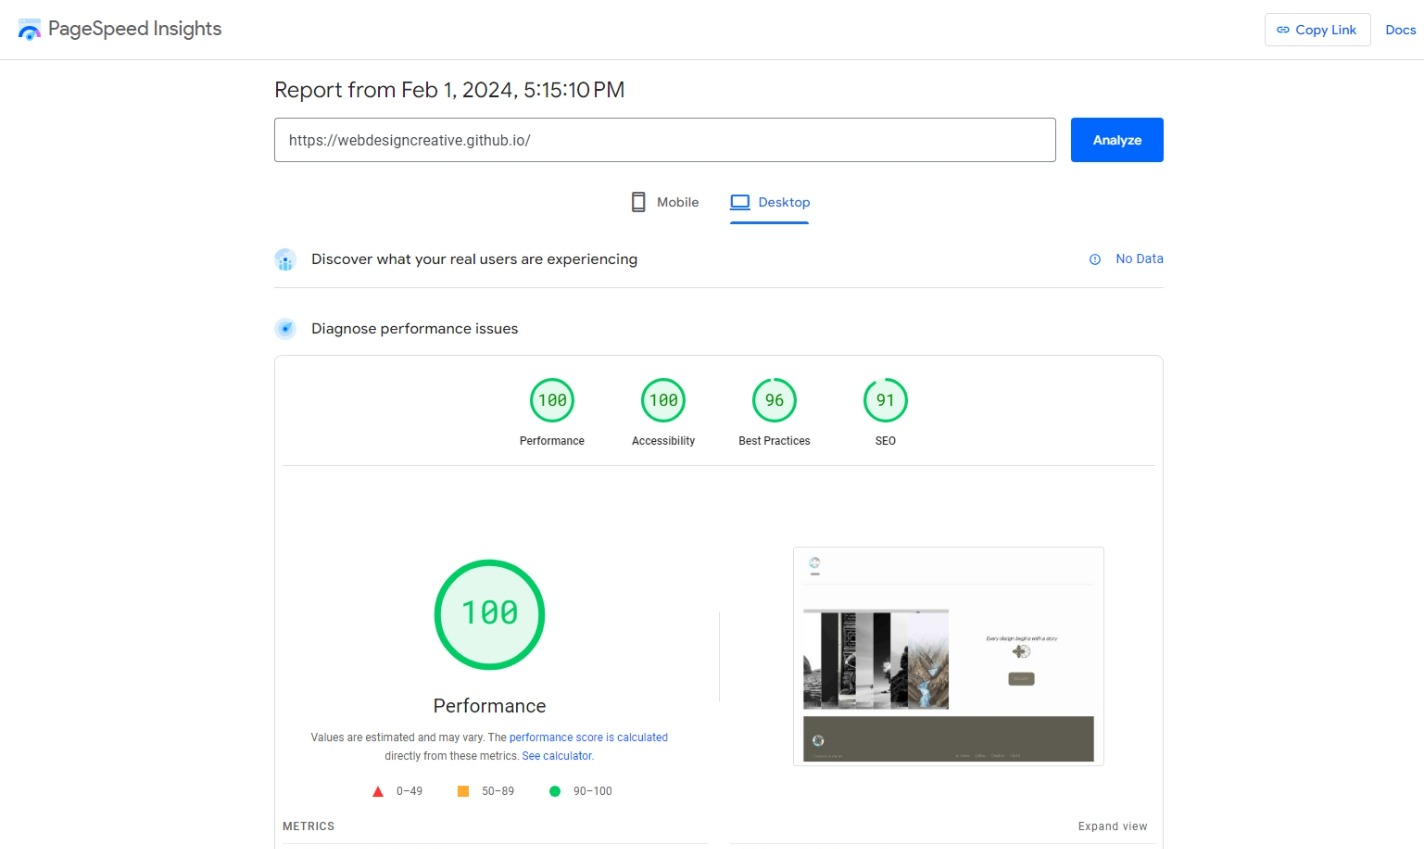 PageSpeed Insights
Copy Link
Docs
Report from Feb 1, 2024, 5:15:10 PM
https://webdesigncreative.github.io/
Analyze
Mobile
Desktop
Discover what your real users are experiencing
No Data
Diagnose performance issues
100
100
96
91
Performance
Accessibility
Best Practices
SEO
100
Performance
Values are estimated and may vary. The performance score is calculated
directly from these metrics. See calculator.
0–49
50–89
90–100
Every design begins with a story
METRICS
Expand view